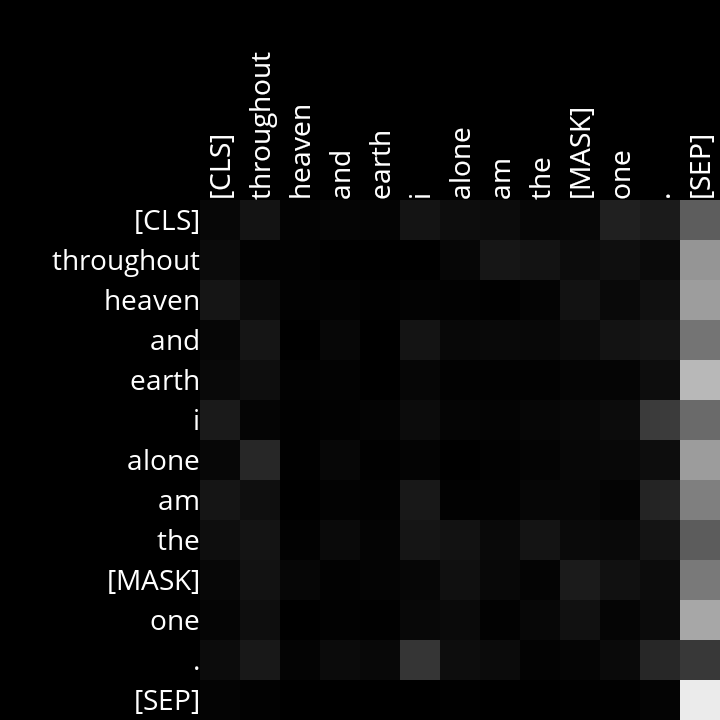 [CLS] throughout heaven and earth i alone am the [MASK] one . [SEP]
[CLS]
throughout
heaven
and
earth
i
alone
am
the
[MASK]
one
.
[SEP]